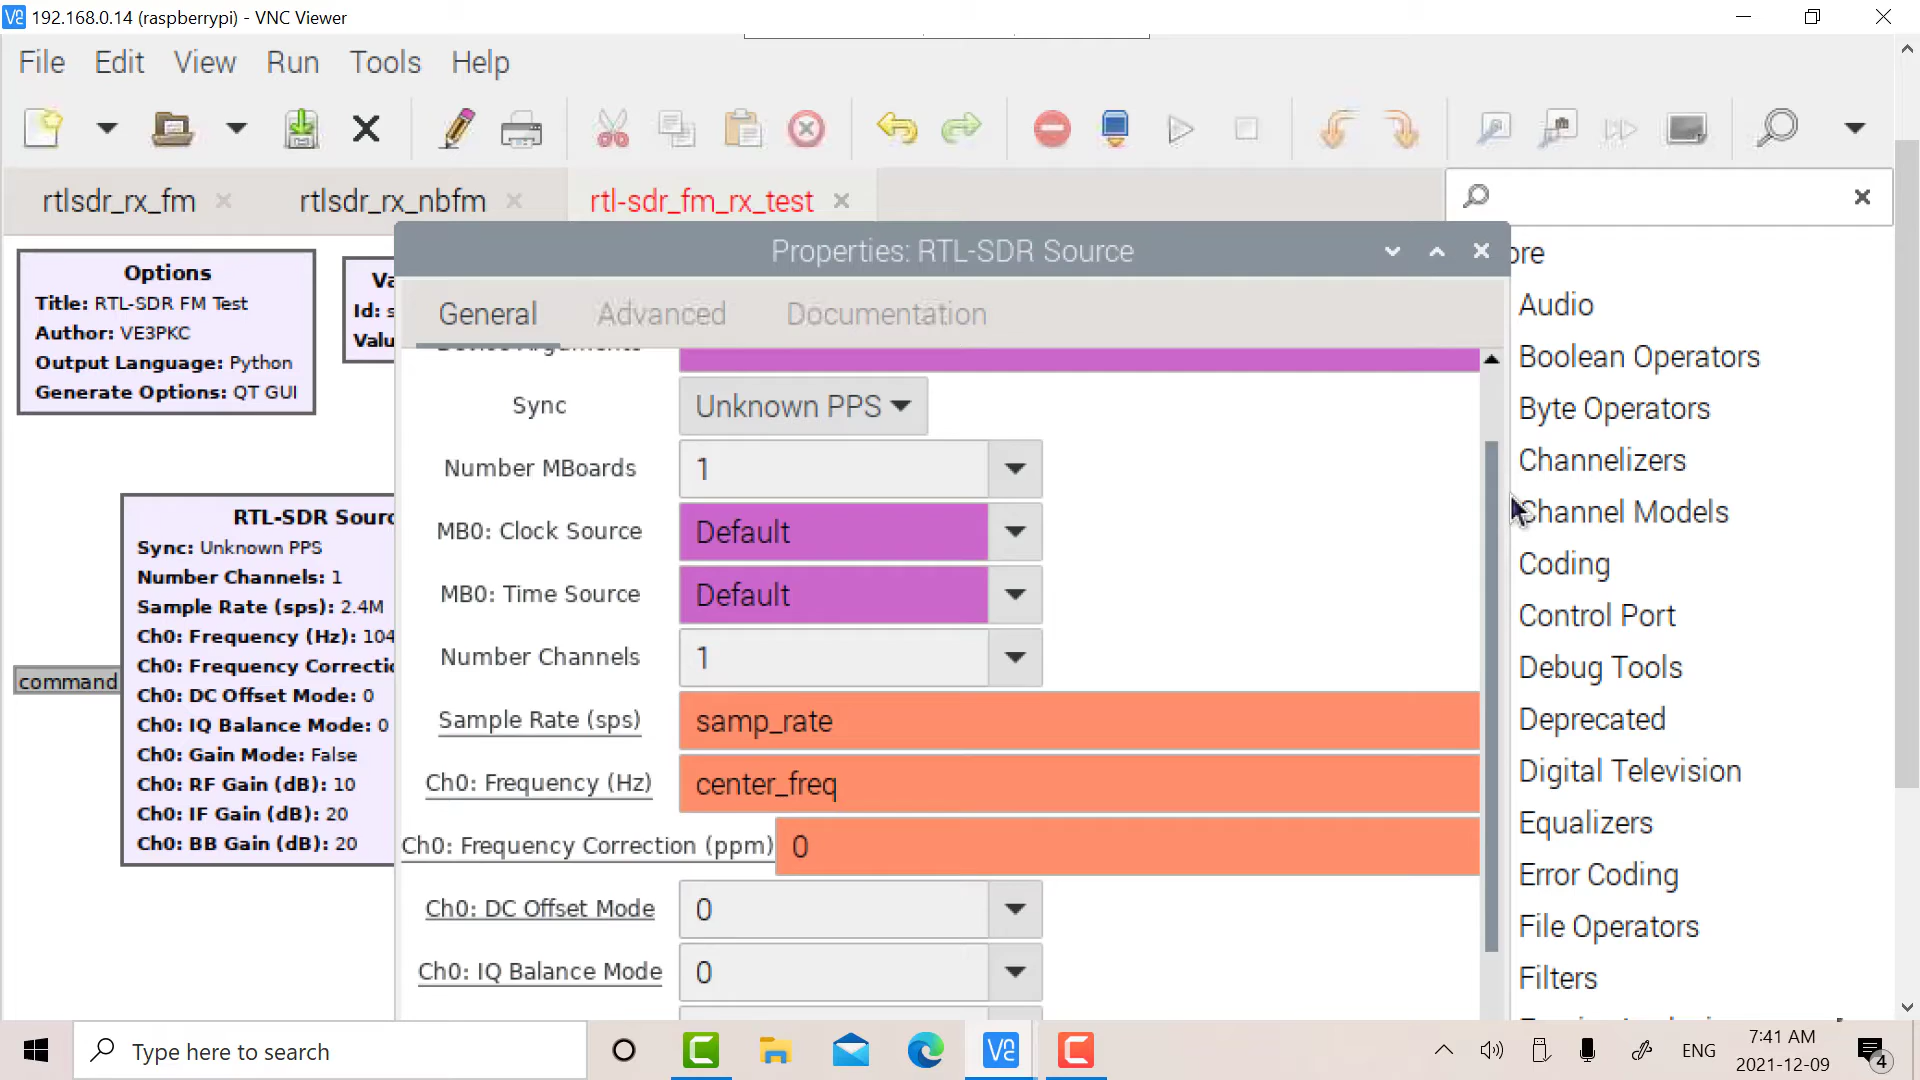 192.168.0.14 (raspberrypi) - VNC Viewer
File Edit View Run Tools Help
rtlsdr_rx_fm rtlsdr_rx_nbfm rtl-sdr_fm_rx_test
Options
Title: RTL-SDR FM Test
Author: VE3PKC
Output Language: Python
Generate Options: QT GUI
Id:
RTL-SDR
Sync: Unknown PPS
Number Channels: 1
Sample Rate (sps): 2.4M
Ch0: Frequency (Hz): 104
Ch0: Frequency
Ch0: DC Offset Mode: 0
Ch0: IQ Balance Mode: 0
Ch0: Gain Mode: False
Ch0: RF Gain (dB): 10
Ch0: IF Gain (dB): 20
Ch0: BB Gain (dB): 20
command
Properties: RTL-SDR Source
General Advanced Documentation
Sync Unknown PPS
Number MBoards 1
MB0: Clock Source Default
MB0: Time Source Default
Number Channels 1
Sample Rate (sps) samp_rate
Ch0: Frequency (Hz) center_freq
Ch0: Frequency Correction (ppm) 0
Ch0: DC Offset Mode 0
Ch0: IQ Balance Mode 0
Audio
Boolean Operators
Byte Operators
Channelizers
Channel Models
Coding
Control Port
Debug Tools
Deprecated
Digital Television
Equalizers
Error Coding
File Operators
Filters
Type here to search
ENG
7:41 AM
2021-12-09
4